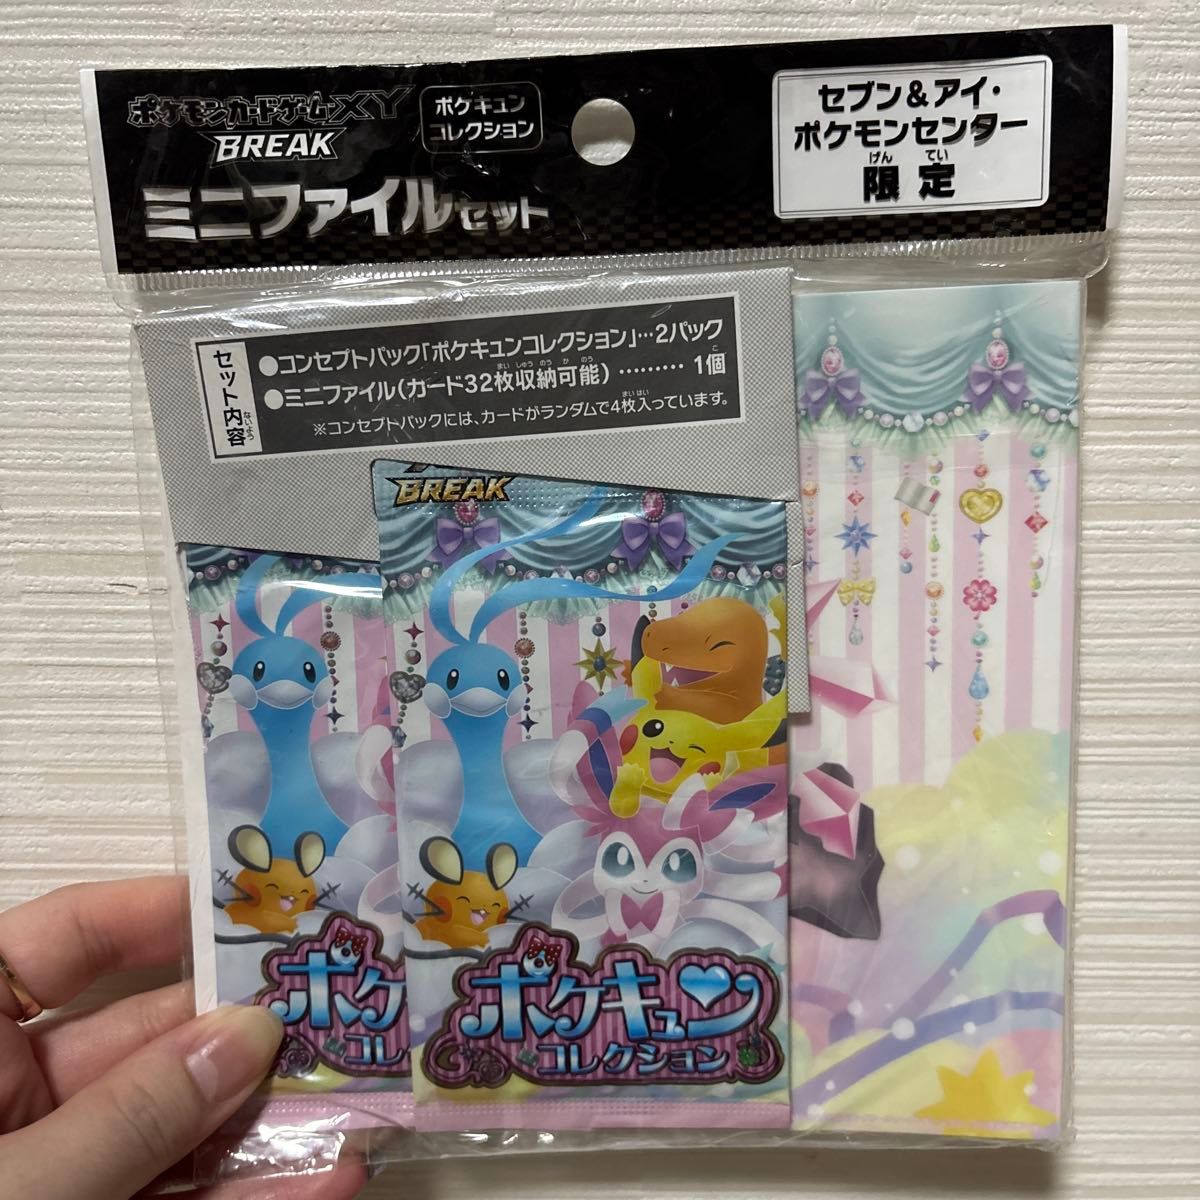 ポケモンカードゲームXY
BREAK
ポケキュン
コレクション
ミニファイルセット
セブン＆アイ・
ポケモンセンター
げん てい
限定
セット内容
ないよう
●コンセプトパック「ポケキュンコレクション」…2パック
まい しゅう のう か のう
こ
●ミニファイル（カード32枚収納可能）………1個
まい はい
※コンセプトパックには、カードがランダムで4枚入っています。
BREAK
ポケ
コレ
ポケキュン
コレクション